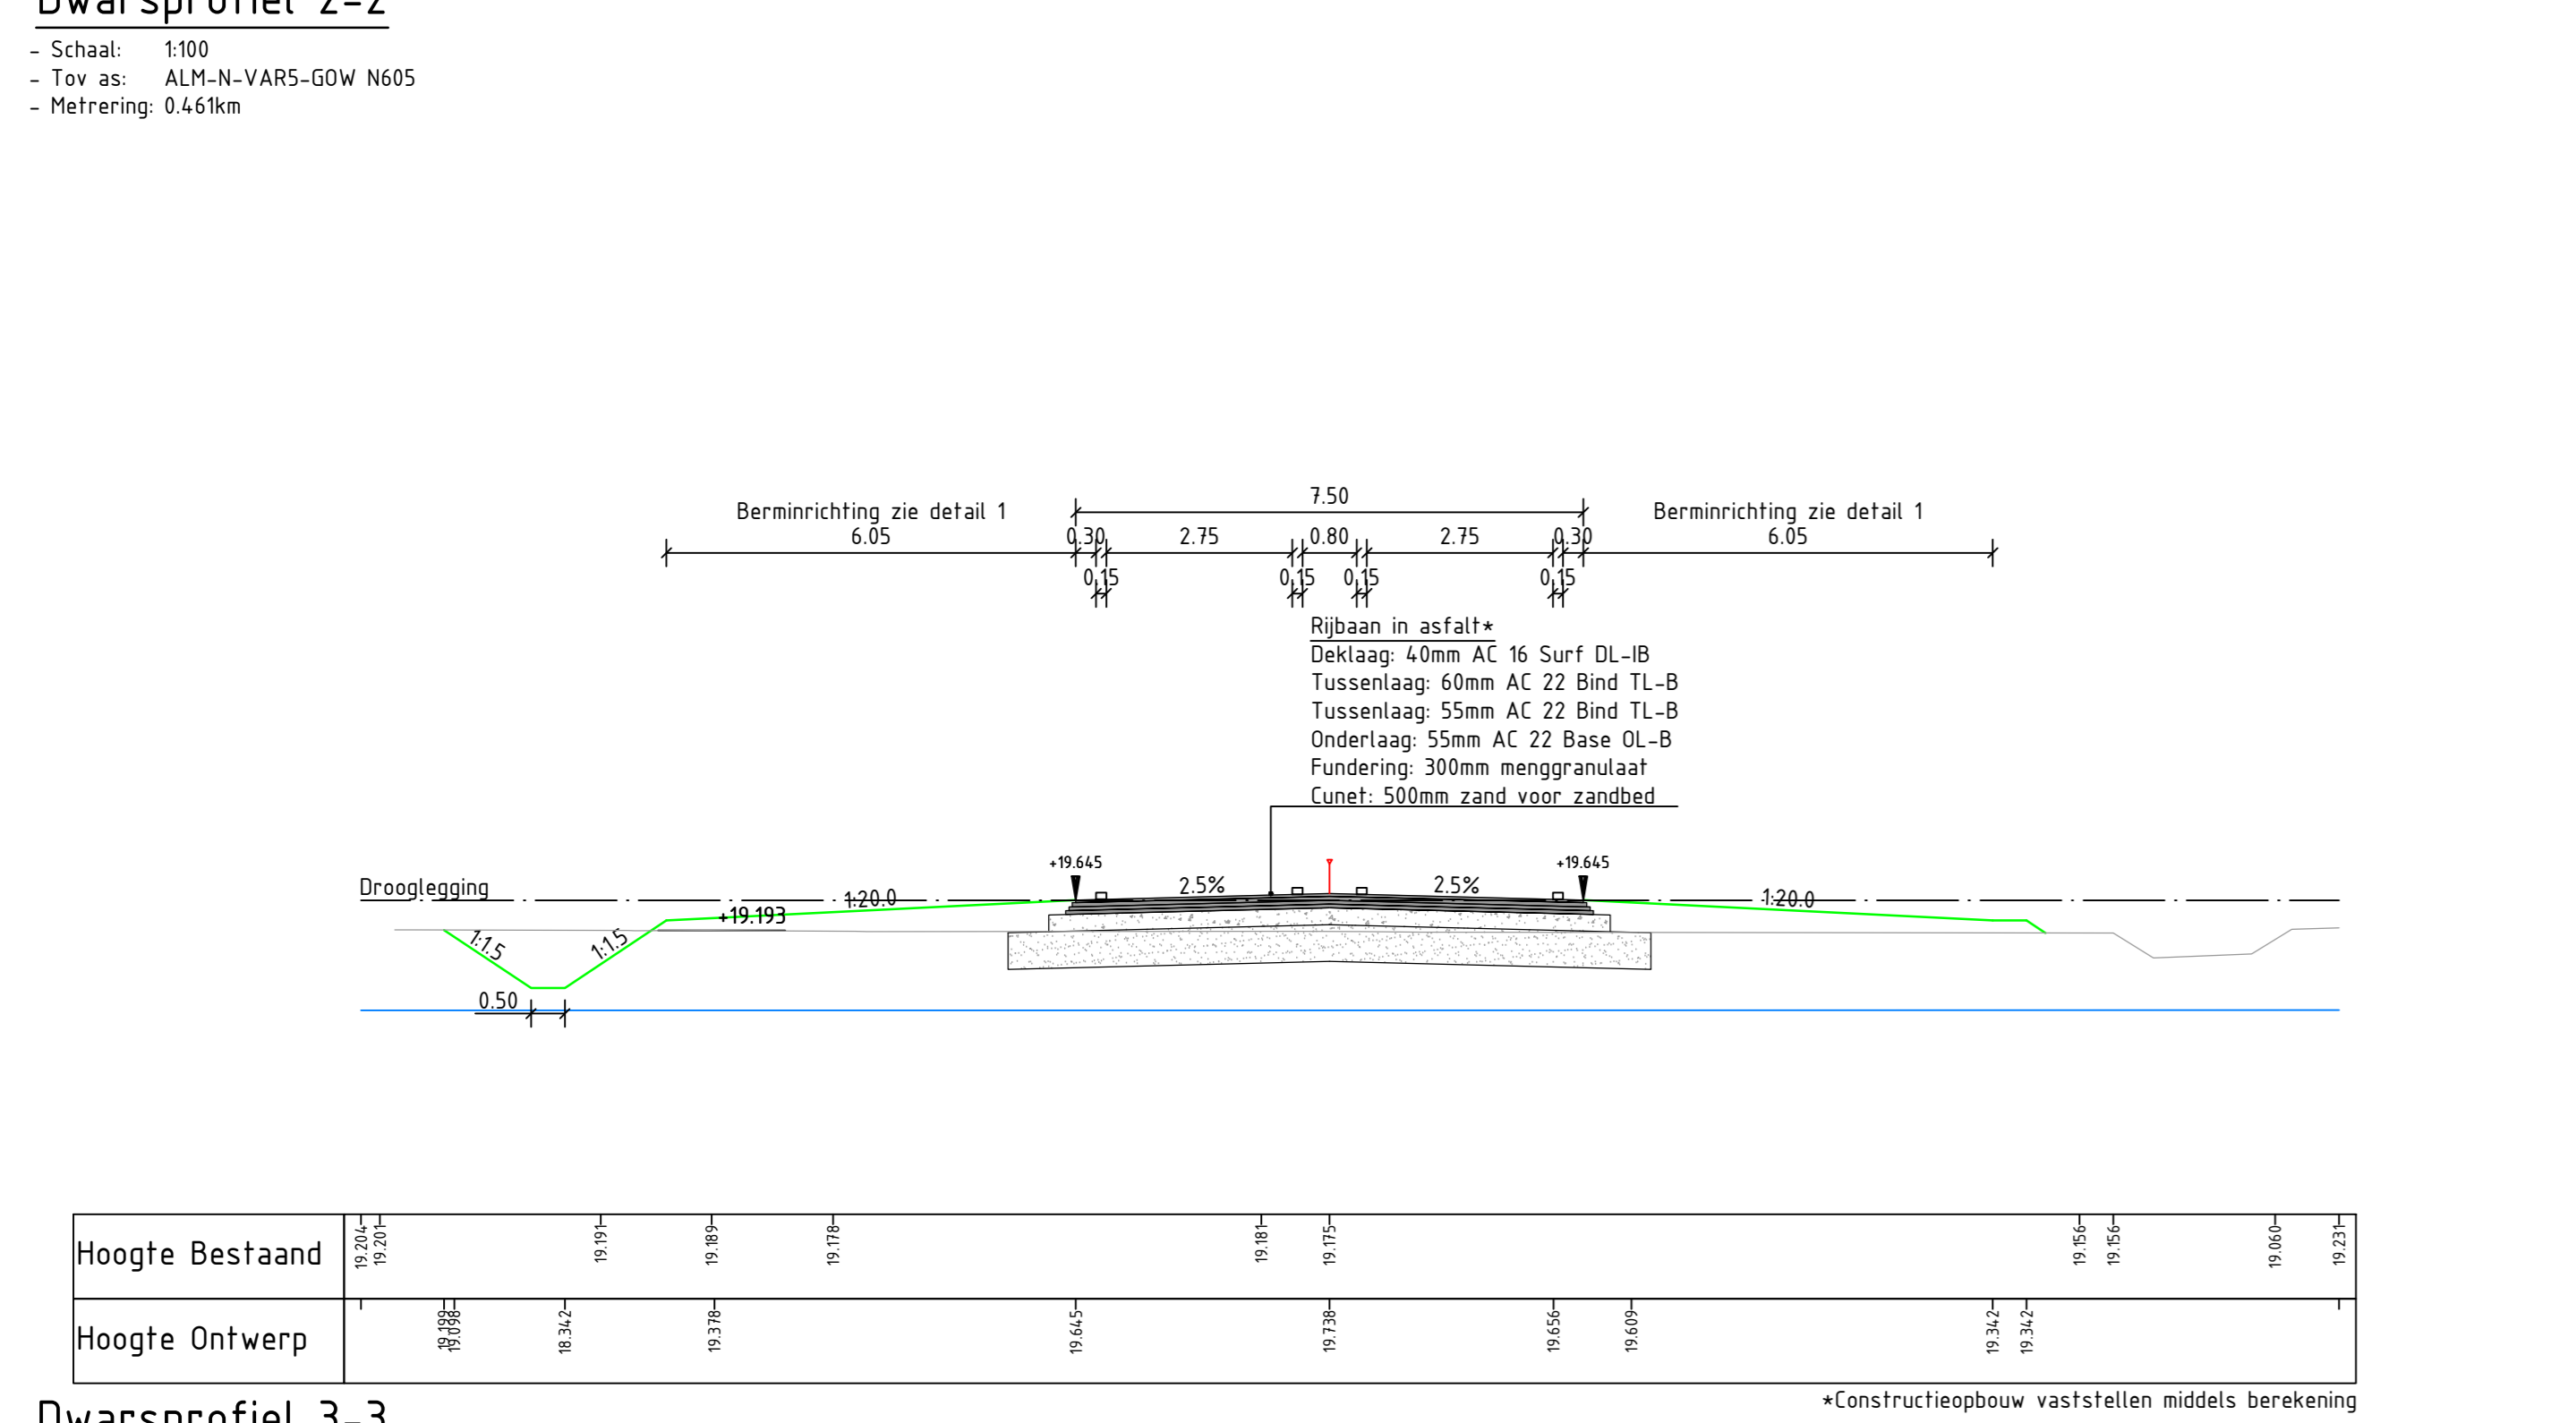 Dwarsprofiel 2-2
- Schaal: 1:100
- Tov as: ALM-N-VAR5-GOW N605
- Metrering: 0.461km
7.50
Berminrichting zie detail 1
Berminrichting zie detail 1
6.05 0.30 2.75 0.80 2.75 0.30 6.05
0.15 0.15 0.15 0.15
Rijbaan in asfalt*
Deklaag: 40mm AC 16 Surf DL-IB
Tussenlaag: 60mm AC 22 Bind TL-B
Tussenlaag: 55mm AC 22 Bind TL-B
Onderlaag: 55mm AC 22 Base OL-B
Fundering: 300mm menggranulaat
Cunet: 500mm zand voor zandbed
+19.645 +19.645
Drooglegging 1:20.0 2.5% 2.5% 1:20.0
+19.193
1:1.5 1:1.5
0.50
Hoogte Bestaand 19.204 19.201 19.191 19.189 19.178 19.181 19.175 19.156 19.156 19.060 19.231
Hoogte Ontwerp 19.199 19.098 18.342 19.378 19.645 19.738 19.656 19.609 19.342 19.342
*Constructieopbouw vaststellen middels berekening
Dwarsprofiel 3-3